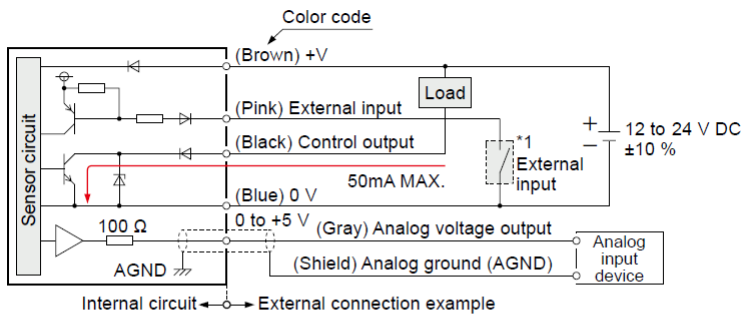 Color code
(Brown) +V
Load
(Pink) External input
(Black) Control output
Sensor circuit
+
−
12 to 24 V DC
±10 %
*1
External
input
50mA MAX.
(Blue) 0 V
0 to +5 V
100 Ω
(Gray) Analog voltage output
AGND
(Shield) Analog ground (AGND)
Analog
input
device
Internal circuit
External connection example